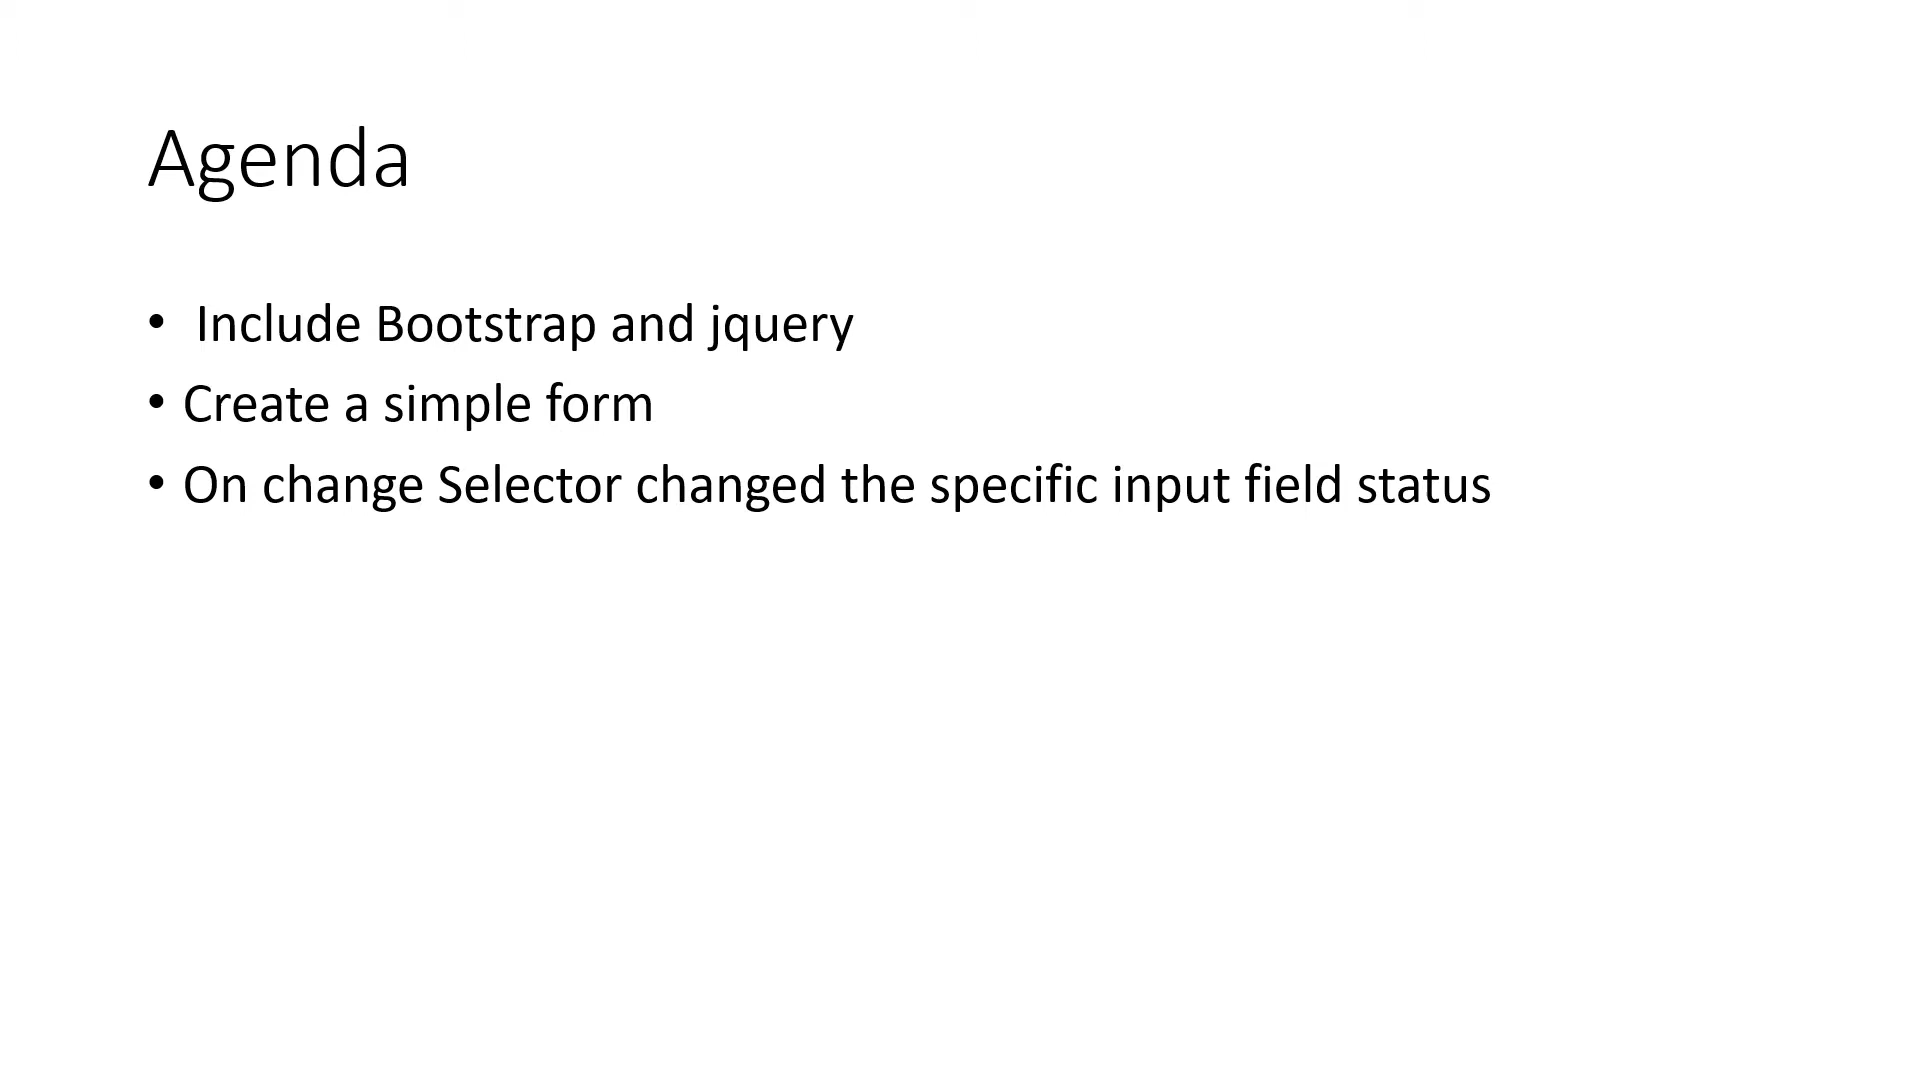 Agenda
• Include Bootstrap and jquery
• Create a simple form
• On change Selector changed the specific input field status